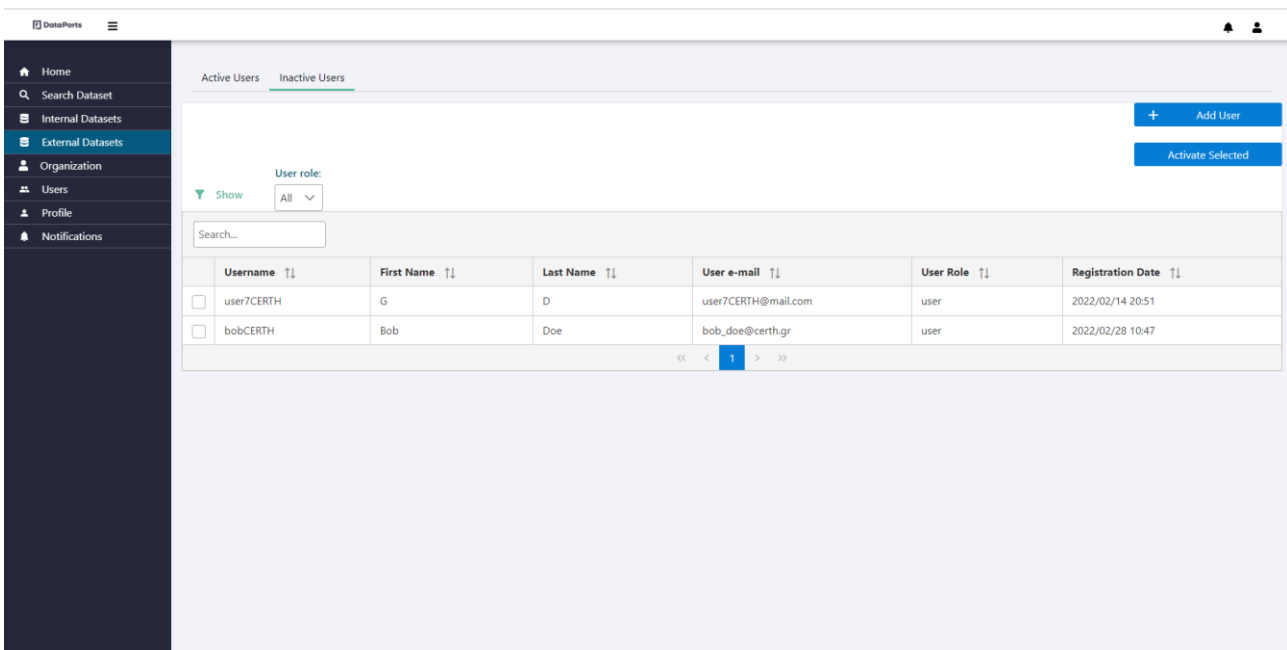 DataPorts
Home
Search Dataset
Internal Datasets
External Datasets
Organization
Users
Profile
Notifications
Active Users Inactive Users
+ Add User
Activate Selected
User role:
Show All
Search...
Username First Name Last Name User e-mail User Role Registration Date
user7CERTH G D user7CERTH@mail.com user 2022/02/14 20:51
bobCERTH Bob Doe bob_doe@certh.gr user 2022/02/28 10:47
« < 1 > »